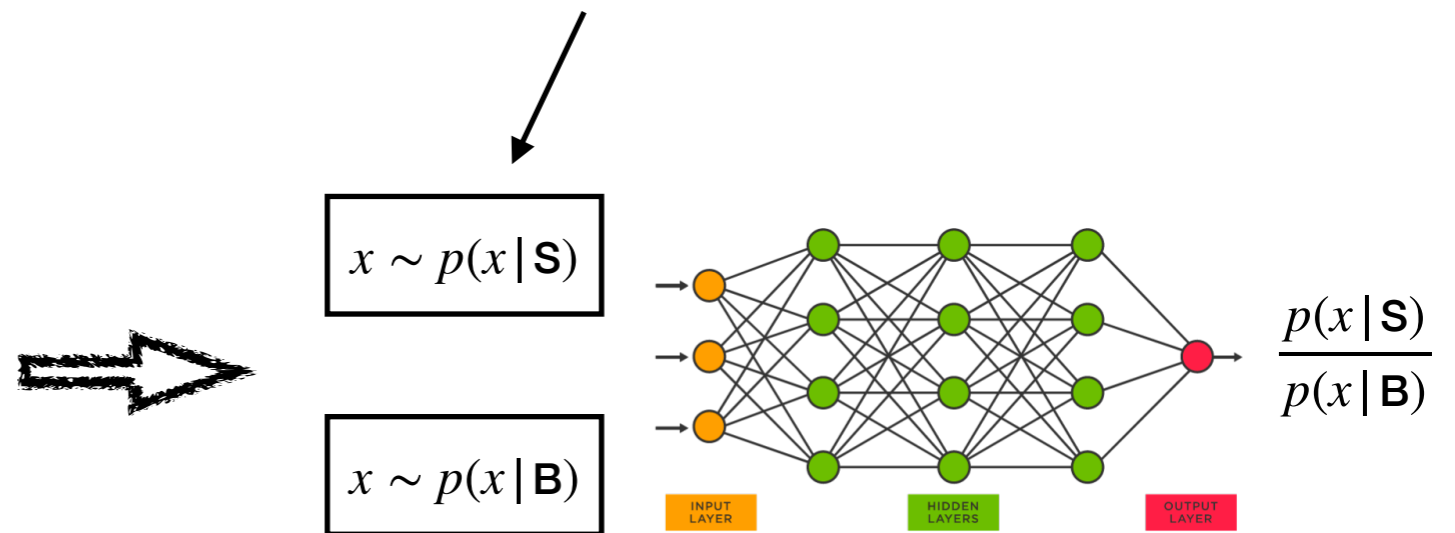 x ∼ p(x | S)
x ∼ p(x | B)
INPUT
LAYER
HIDDEN
LAYERS
OUTPUT
LAYER
p(x | S)
p(x | B)